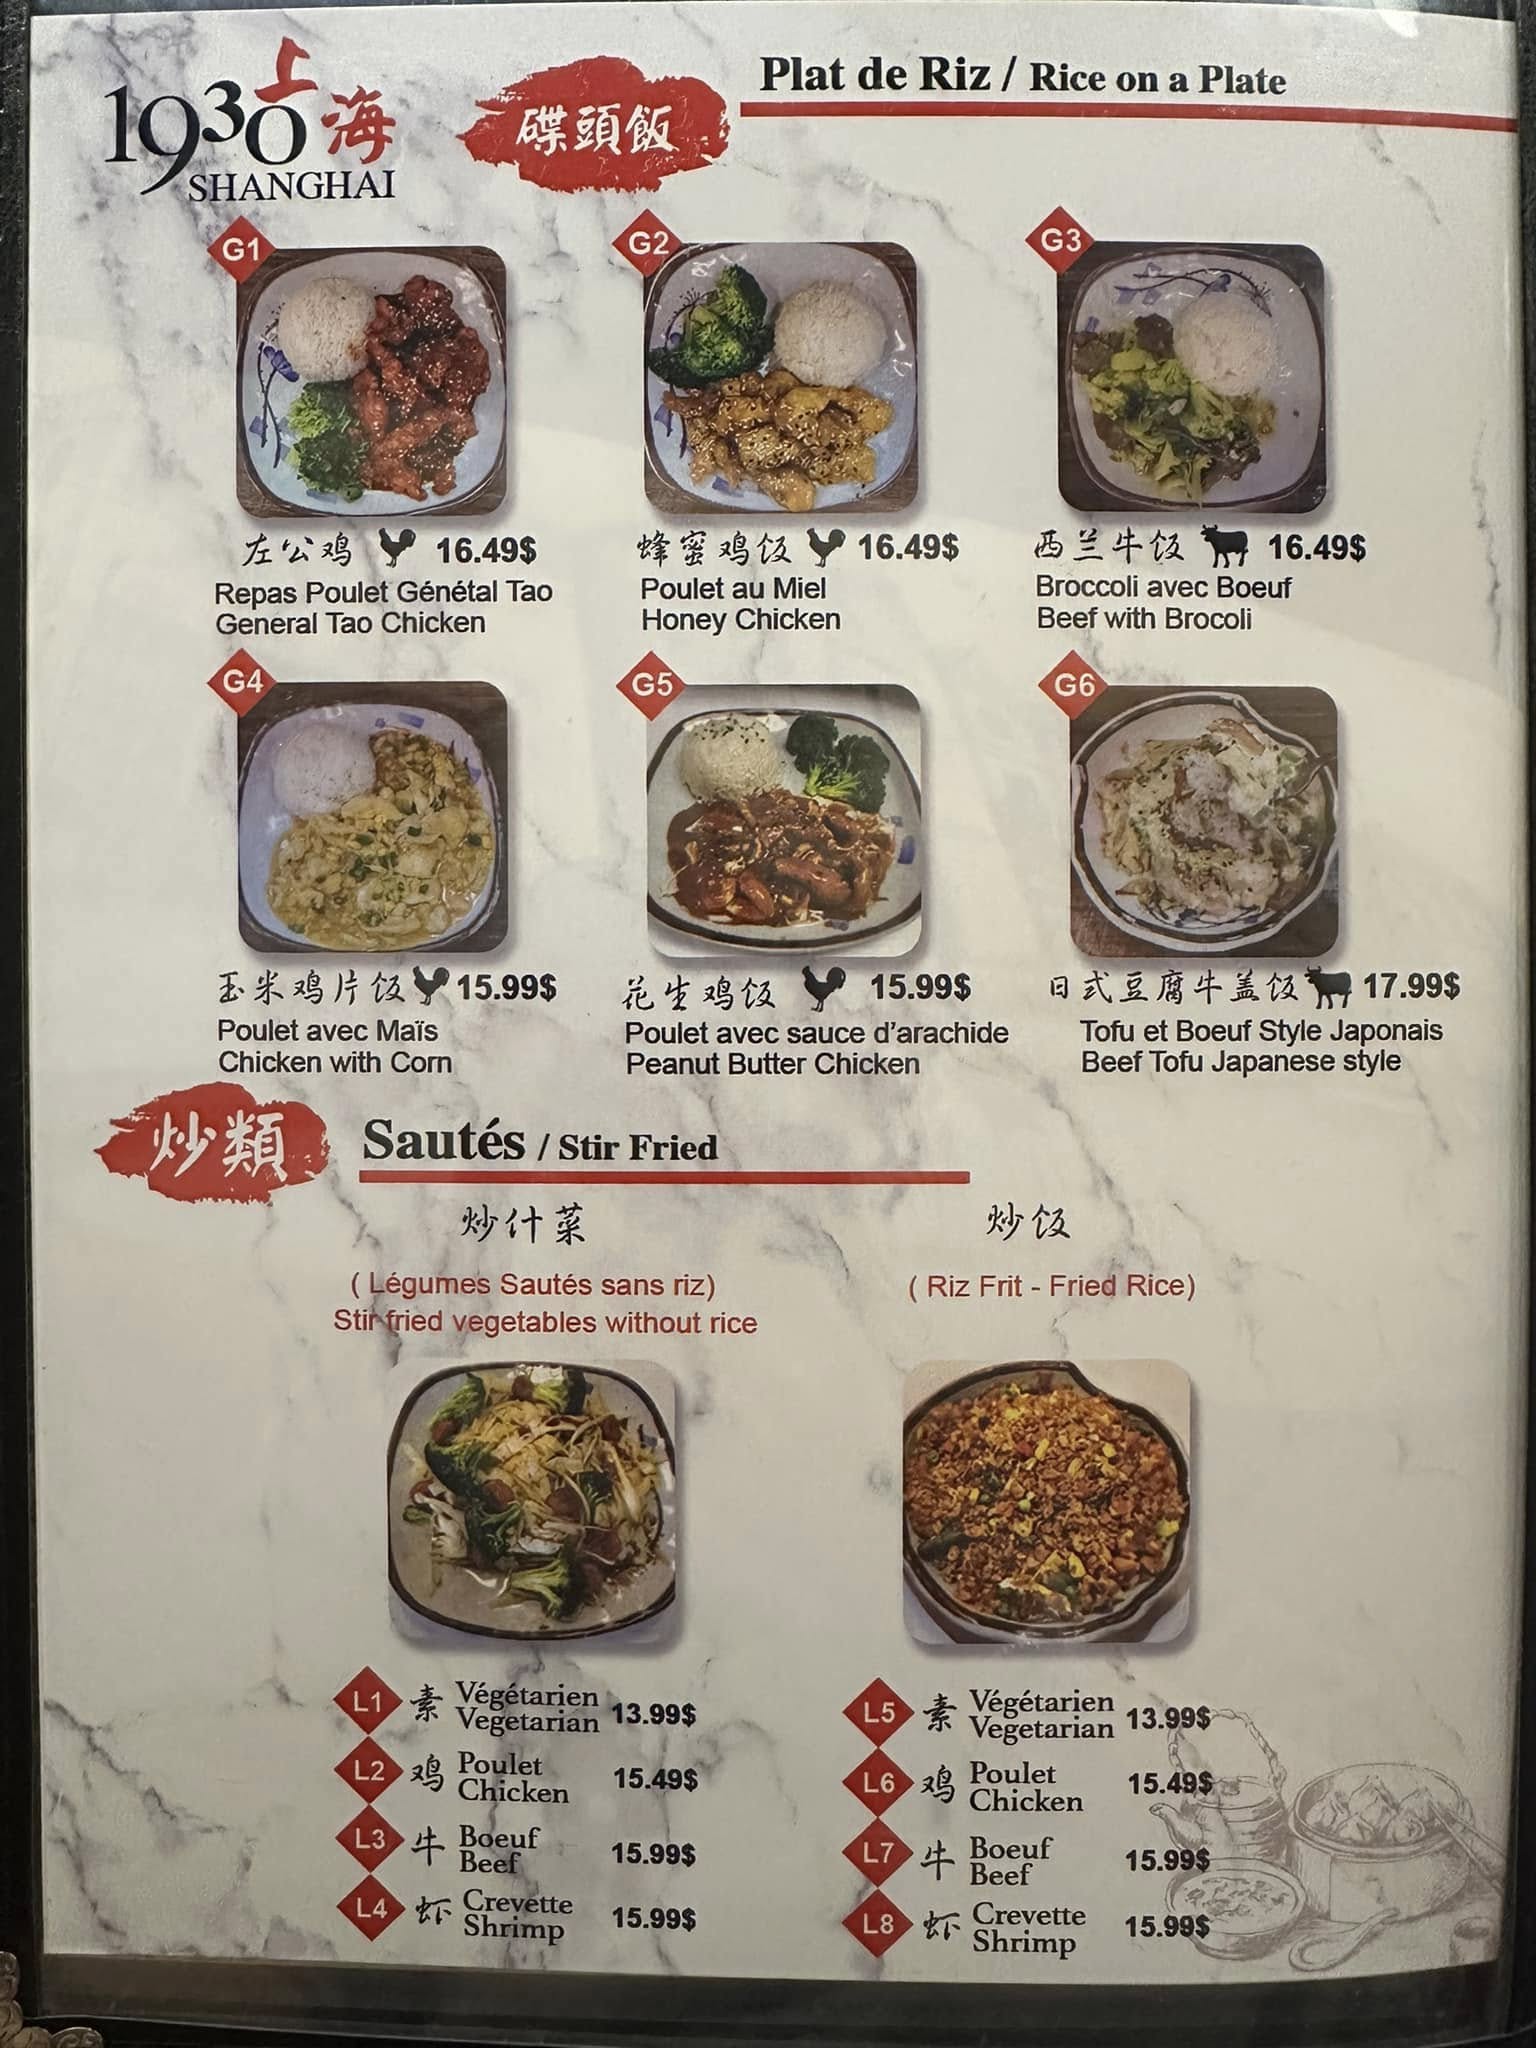 1930 上海
SHANGHAI
碟頭飯
Plat de Riz / Rice on a Plate
G1
左公鸡 16.49$
Repas Poulet Génétal Tao
General Tao Chicken
G2
蜂蜜鸡饭 16.49$
Poulet au Miel
Honey Chicken
G3
西兰牛饭 16.49$
Broccoli avec Boeuf
Beef with Brocoli
G4
玉米鸡片饭 15.99$
Poulet avec Maïs
Chicken with Corn
G5
花生鸡饭 15.99$
Poulet avec sauce d’arachide
Peanut Butter Chicken
G6
日式豆腐牛盖饭 17.99$
Tofu et Boeuf Style Japonais
Beef Tofu Japanese style
炒類
Sautés / Stir Fried
炒什菜
( Légumes Sautés sans riz)
Stir fried vegetables without rice
L1 素 Végétarien
Vegetarian 13.99$
L2 鸡 Poulet
Chicken 15.49$
L3 牛 Boeuf
Beef 15.99$
L4 虾 Crevette
Shrimp 15.99$
炒饭
( Riz Frit - Fried Rice)
L5 素 Végétarien
Vegetarian 13.99$
L6 鸡 Poulet
Chicken 15.49$
L7 牛 Boeuf
Beef 15.99$
L8 虾 Crevette
Shrimp 15.99$